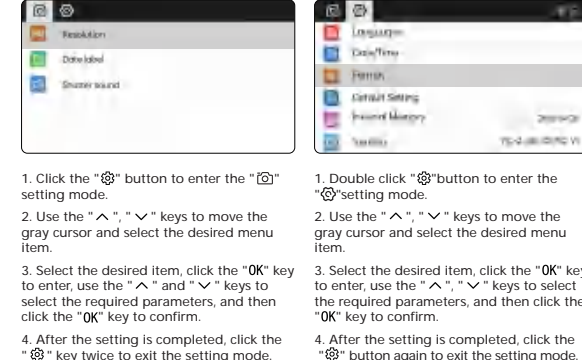 Resolution
Date label
Shutter sound
1. Click the "⚙" button to enter the "📷"
setting mode.
2. Use the "∧", "∨" keys to move the
gray cursor and select the desired menu
item.
3. Select the desired item, click the "OK" key
to enter, use the "∧" and "∨" keys to
select the required parameters, and then
click the "OK" key to confirm.
4. After the setting is completed, click the
"⚙" key twice to exit the setting mode.
Languages
Date/Time
Format
Default Setting
Internal Memory
1. Double click "⚙"button to enter the
"⚙"setting mode.
2. Use the "∧", "∨" keys to move the
gray cursor and select the desired menu
item.
3. Select the desired item, click the "OK" key
to enter, use the "∧", "∨" keys to select
the required parameters, and then click the
"OK" key to confirm.
4. After the setting is completed, click the
"⚙" button again to exit the setting mode.